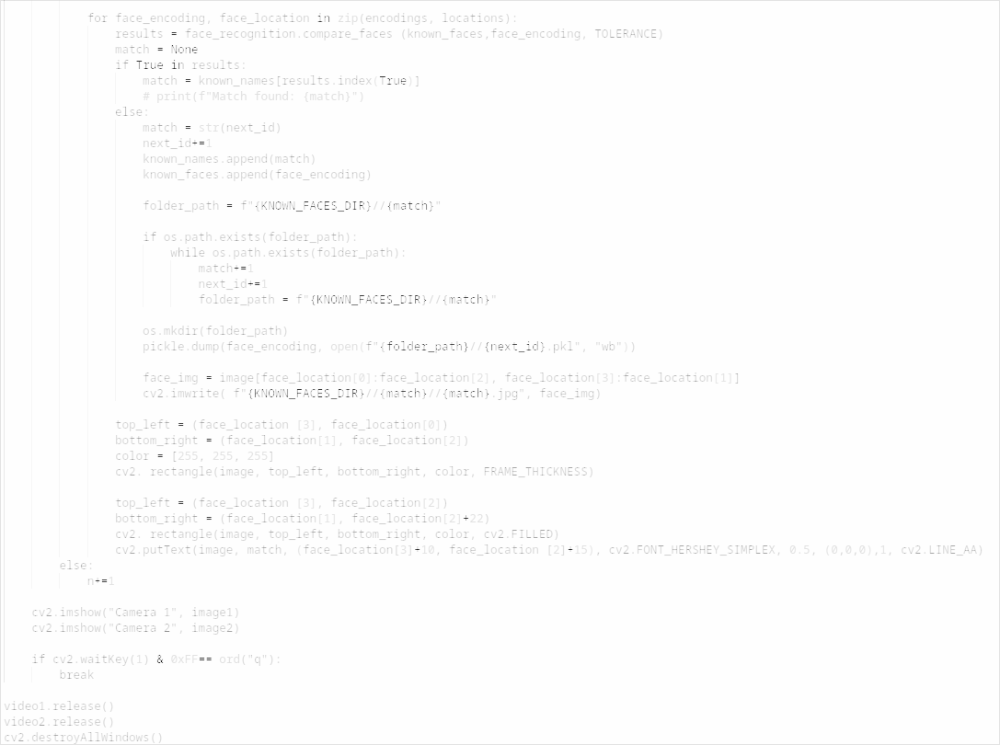 for face_encoding, face_location in zip(encodings, locations):
results = face_recognition.compare_faces (known_faces,face_encoding, TOLERANCE)
match = None
if True in results:
match = known_names[results.index(True)]
# print(f"Match found: {match}")
else:
match = str(next_id)
next_id+=1
known_names.append(match)
known_faces.append(face_encoding)
folder_path = f"{KNOWN_FACES_DIR}//{match}"
if os.path.exists(folder_path):
while os.path.exists(folder_path):
match+=1
next_id+=1
folder_path = f"{KNOWN_FACES_DIR}//{match}"
os.mkdir(folder_path)
pickle.dump(face_encoding, open(f"{folder_path}//{next_id}.pkl", "wb"))
face_img = image[face_location[0]:face_location[2], face_location[3]:face_location[1]]
cv2.imwrite( f"{KNOWN_FACES_DIR}//{match}//{match}.jpg", face_img)
top_left = (face_location [3], face_location[0])
bottom_right = (face_location[1], face_location[2])
color = [255, 255, 255]
cv2. rectangle(image, top_left, bottom_right, color, FRAME_THICKNESS)
top_left = (face_location [3], face_location[2])
bottom_right = (face_location[1], face_location[2]+22)
cv2. rectangle(image, top_left, bottom_right, color, cv2.FILLED)
cv2.putText(image, match, (face_location[3]+10, face_location [2]+15), cv2.FONT_HERSHEY_SIMPLEX, 0.5, (0,0,0),1, cv2.LINE_AA)
else:
n+=1
cv2.imshow("Camera 1", image1)
cv2.imshow("Camera 2", image2)
if cv2.waitKey(1) & 0xFF== ord("q"):
break
video1.release()
video2.release()
cv2.destroyAllWindows()